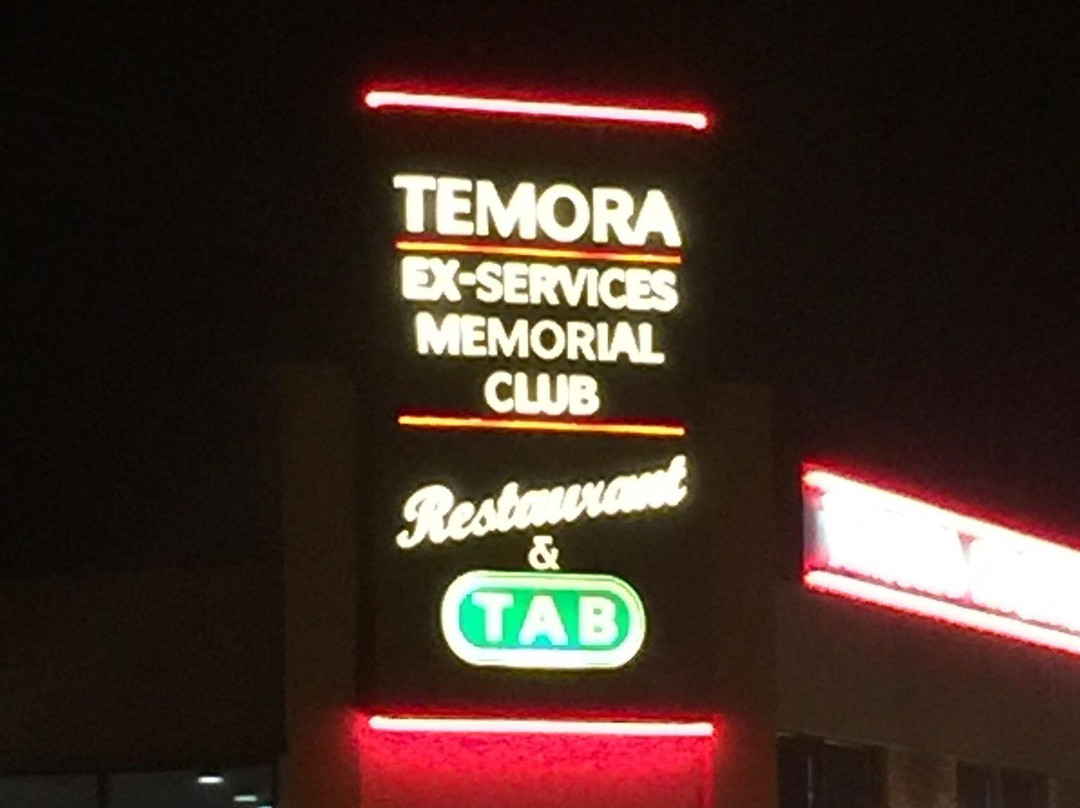 TEMORA
EX-SERVICES
MEMORIAL
CLUB
Restaurant
&
TAB